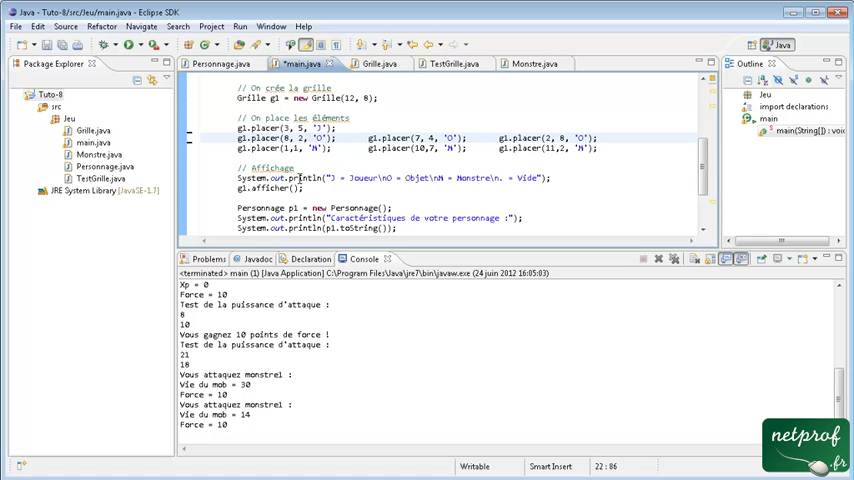 Java - Tuto-8/src/Jeu/main.java - Eclipse SDK
File Edit Source Refactor Navigate Search Project Run Window Help
Java
Package Explorer
Personnage.java *main.java Grille.java TestGrille.java Monstre.java
Outline
Tuto-8
src
Jeu
Grille.java
main.java
Monstre.java
Personnage.java
TestGrille.java
JRE System Library [JavaSE-1.7]
// On crée la grille
Grille g1 = new Grille(12, 8);
// On place les éléments
g1.placer(3, 5, 'J');
g1.placer(8, 2, 'O'); g1.placer(7, 4, 'O'); g1.placer(2, 8, 'O');
g1.placer(1,1, 'M'); g1.placer(10,7, 'M'); g1.placer(11,2, 'M');
// Affichage
System.out.println("J = Joueur\nO = Objet\nM = Monstre\n. = Vide");
g1.afficher();
Personnage p1 = new Personnage();
System.out.println("Caractéristiques de votre personnage :");
System.out.println(p1.toString());
Jeu
import declarations
main
main(String[]) : void
Problems Javadoc Declaration Console
<terminated> main (1) [Java Application] C:\Program Files\Java\jre7\bin\javaw.exe (24 juin 2012 16:05:03)
Xp = 0
Force = 10
Test de la puissance d'attaque :
8
10
Vous gagnez 10 points de force !
Test de la puissance d'attaque :
21
18
Vous attaquez monstre1 :
Vie du mob = 30
Force = 10
Vous attaquez monstre1 :
Vie du mob = 14
Force = 10
Writable Smart Insert 22 : 86
netprof
.fr